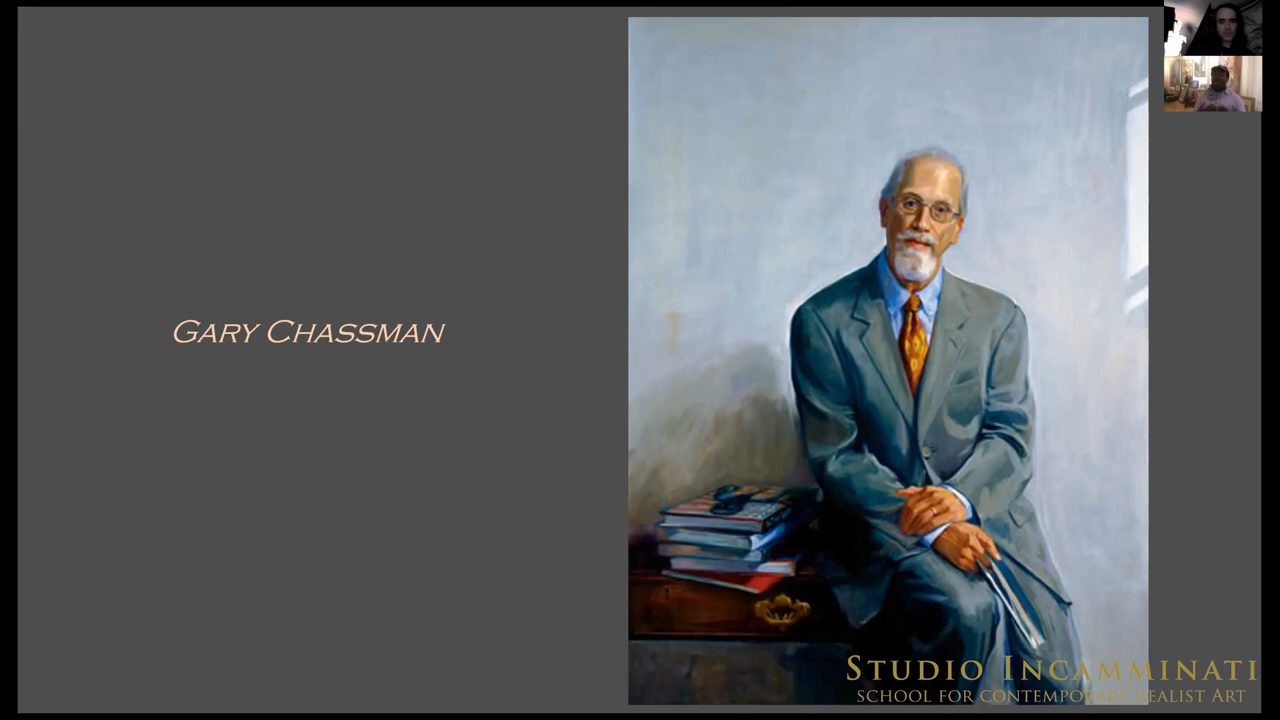 GARY CHASSMAN
STUDIO INCAMMINATI
SCHOOL FOR CONTEMPORARY REALIST ART